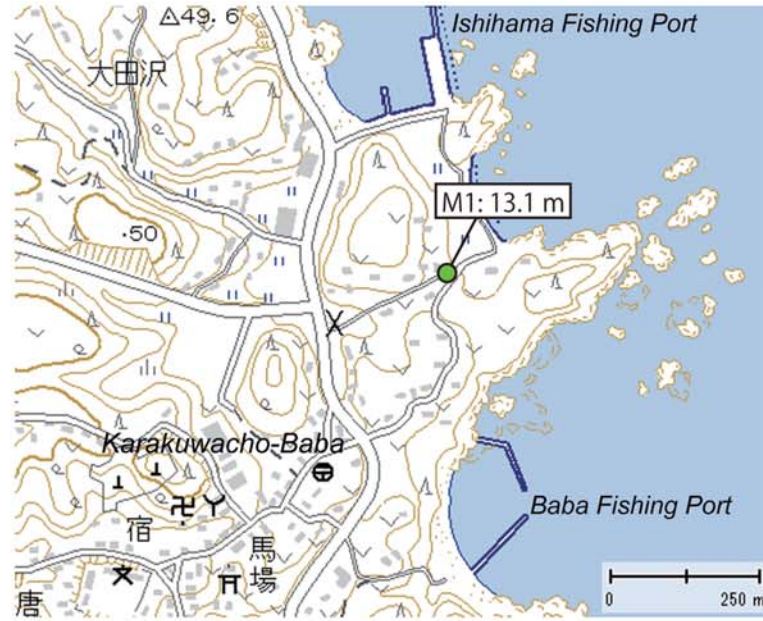 49.6
Ishihama Fishing Port
大田沢
M1: 13.1 m
50
Karakuwacho-Baba
Baba Fishing Port
宿
馬場
唐
0
250 m